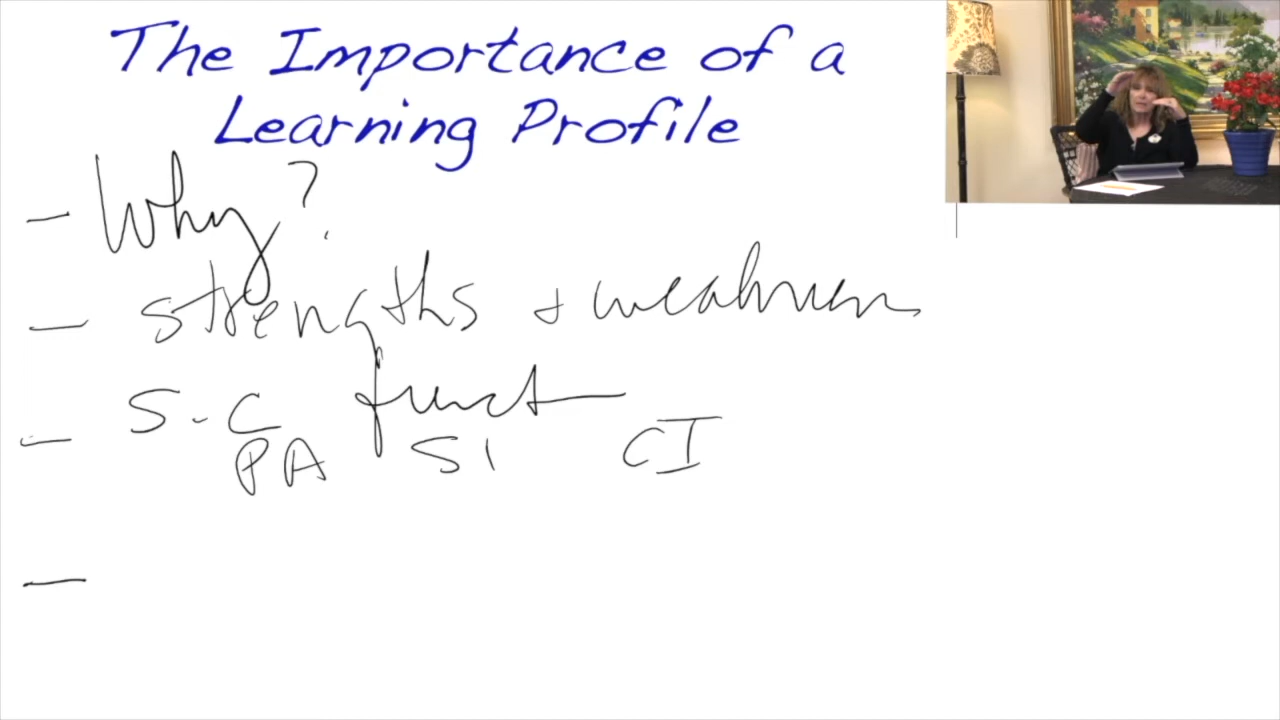 The Importance of a
Learning Profile
- Why?
- strengths + weakness
- S-C funct
PA SI CI
-